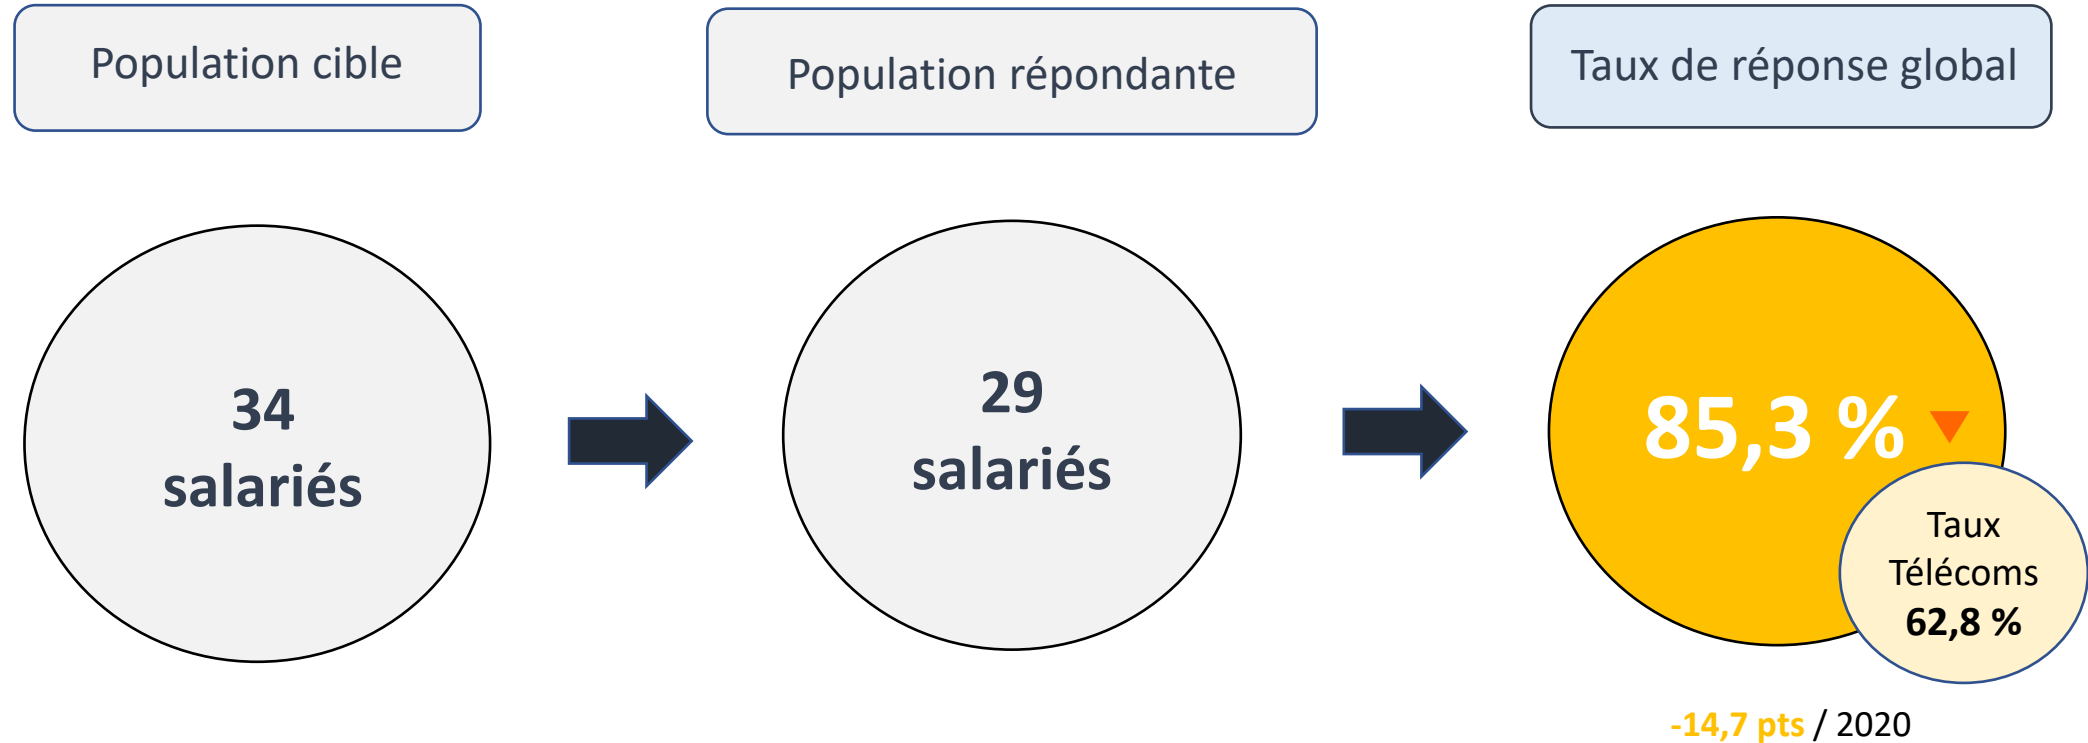 Population cible
Population répondante
Taux de réponse global
34
salariés
29
salariés
85,3 %
Taux
Télécoms
62,8 %
-14,7 pts / 2020